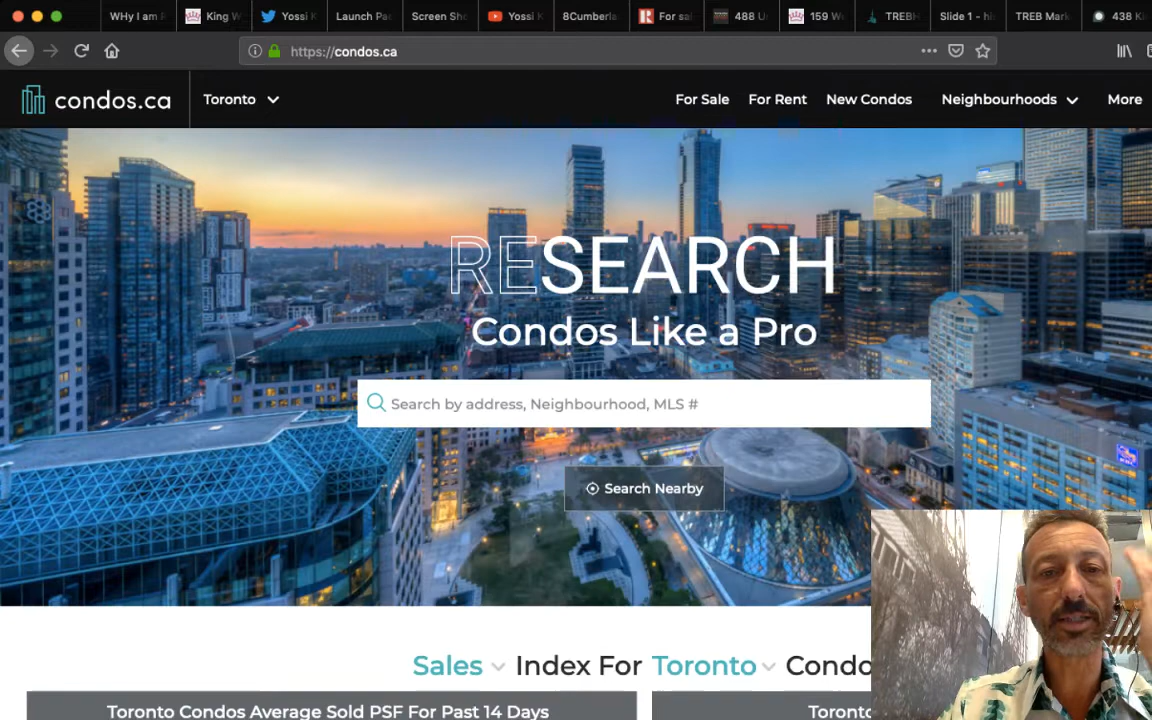 WHy I am
King W
Yossi K
Launch Pa
Screen Sho
Yossi K
8Cumberla
For sa
488 U
159 W
TREBH
Slide 1 - hi
TREB Mark
438 Ki
https://condos.ca
condos.ca
Toronto
For Sale
For Rent
New Condos
Neighbourhoods
More
RESEARCH
Condos Like a Pro
Search by address, Neighbourhood, MLS #
Search Nearby
Sales Index For Toronto Condo
Toronto Condos Average Sold PSF For Past 14 Days
Toronto